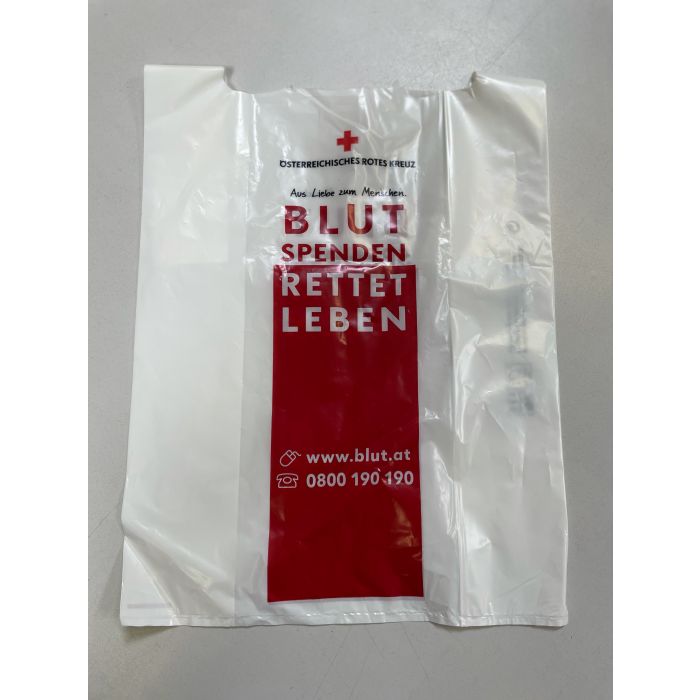 ÖSTERREICHISCHES ROTES KREUZ
Aus Liebe zum Menschen.
BLUT
SPENDEN
RETTET
LEBEN
www.blut.at
0800 190 190